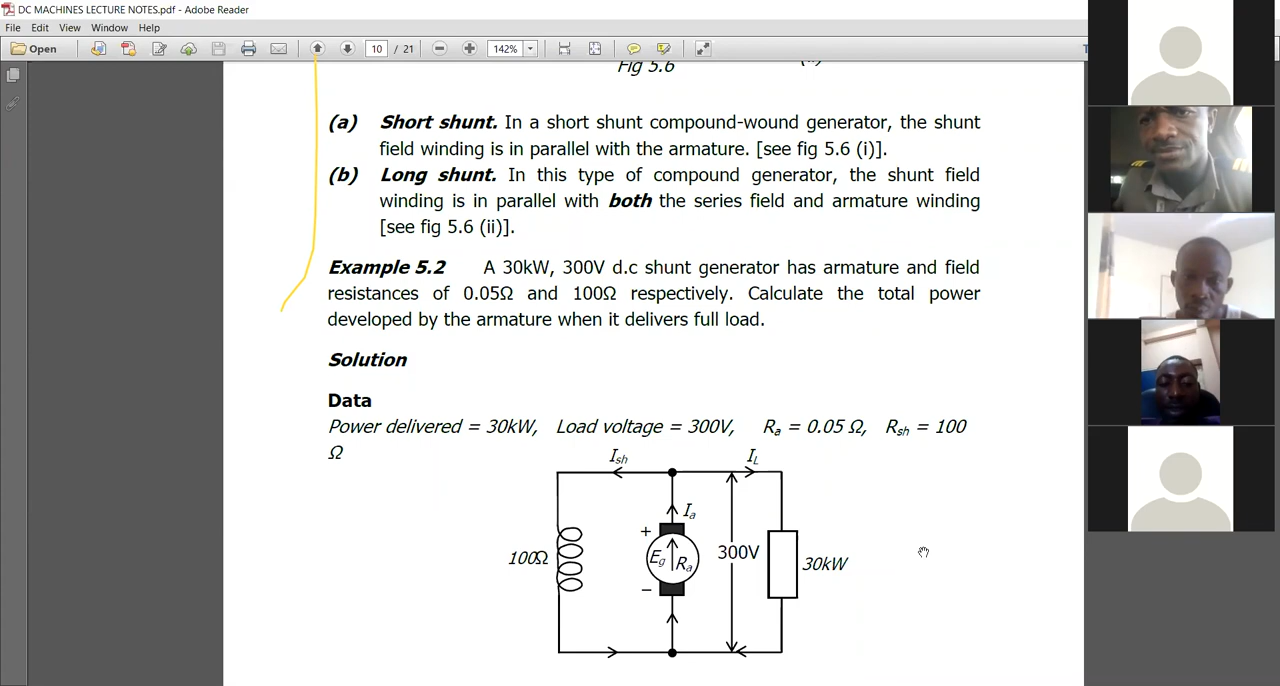 DC MACHINES LECTURE NOTES.pdf - Adobe Reader
File Edit View Window Help
Open 10 / 21 142%
Fig 5.6
(a) Short shunt. In a short shunt compound-wound generator, the shunt
field winding is in parallel with the armature. [see fig 5.6 (i)].
(b) Long shunt. In this type of compound generator, the shunt field
winding is in parallel with both the series field and armature winding
[see fig 5.6 (ii)].
Example 5.2 A 30kW, 300V d.c shunt generator has armature and field
resistances of 0.05Ω and 100Ω respectively. Calculate the total power
developed by the armature when it delivers full load.
Solution
Data
Power delivered = 30kW, Load voltage = 300V, Ra = 0.05 Ω, Rsh = 100
Ω
Ish IL
Ia
+
100Ω Eg Ra 300V 30kW
−